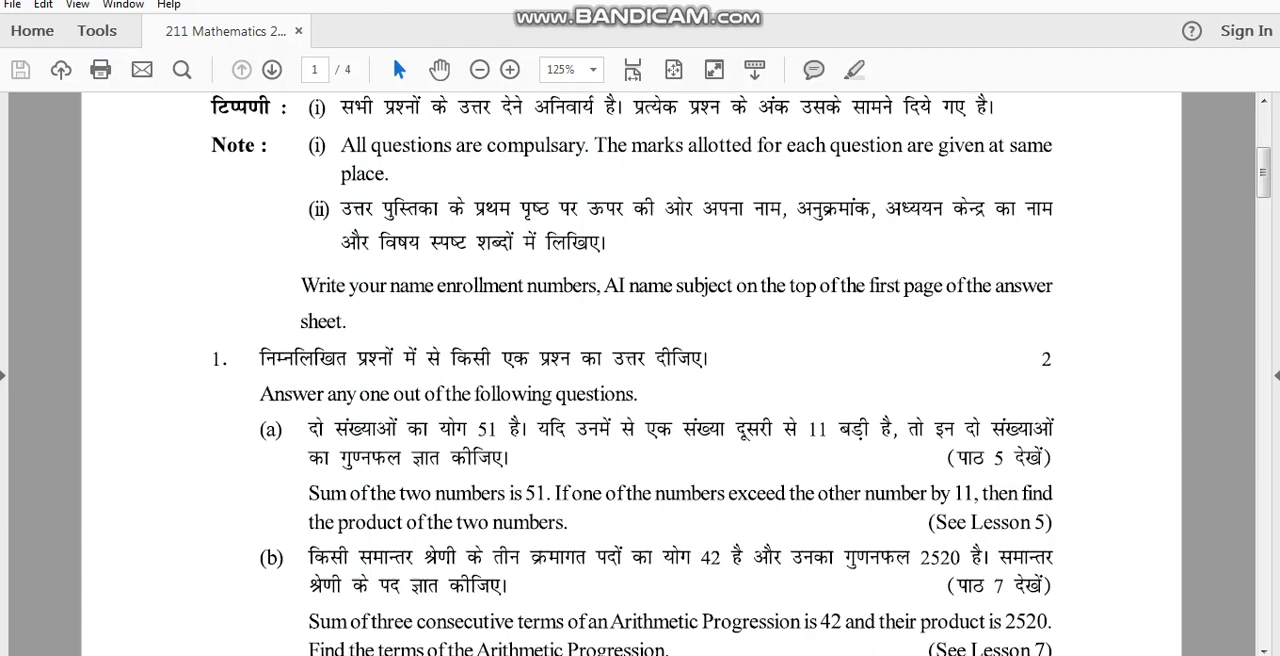 File Edit View Window Help
www.BANDICAM.com
Home Tools 211 Mathematics 2... × ? Sign In
1 / 4 125%
टिप्पणी : (i) सभी प्रश्नों के उत्तर देने अनिवार्य है। प्रत्येक प्रश्न के अंक उसके सामने दिये गए है।
Note : (i) All questions are compulsary. The marks allotted for each question are given at same
place.
(ii) उत्तर पुस्तिका के प्रथम पृष्ठ पर ऊपर की ओर अपना नाम, अनुक्रमांक, अध्ययन केन्द्र का नाम
और विषय स्पष्ट शब्दों में लिखिए।
Write your name enrollment numbers, AI name subject on the top of the first page of the answer
sheet.
1. निम्नलिखित प्रश्नों में से किसी एक प्रश्न का उत्तर दीजिए। 2
Answer any one out of the following questions.
(a) दो संख्याओं का योग 51 है। यदि उनमें से एक संख्या दूसरी से 11 बड़ी है, तो इन दो संख्याओं
का गुणनफल ज्ञात कीजिए। (पाठ 5 देखें)
Sum of the two numbers is 51. If one of the numbers exceed the other number by 11, then find
the product of the two numbers. (See Lesson 5)
(b) किसी समान्तर श्रेणी के तीन क्रमागत पदों का योग 42 है और उनका गुणनफल 2520 है। समान्तर
श्रेणी के पद ज्ञात कीजिए। (पाठ 7 देखें)
Sum of three consecutive terms of an Arithmetic Progression is 42 and their product is 2520.
Find the terms of the Arithmetic Progression. (See Lesson 7)